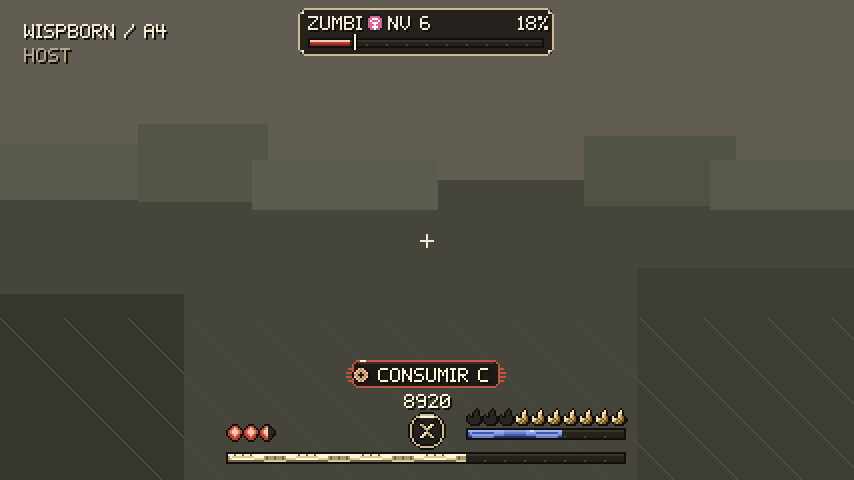 WISPBORN / A4
HOST
ZUMBI NV 6 18%
CONSUMIR C
8920
X